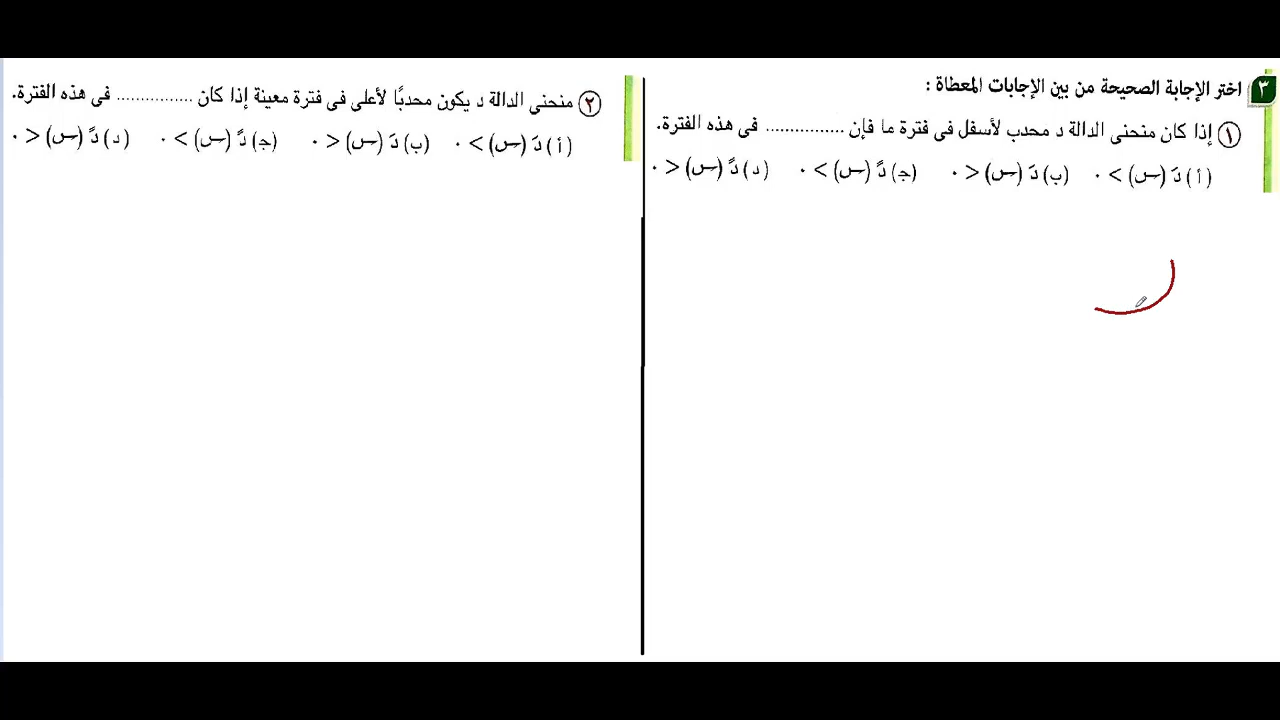 ٣ اختر الإجابة الصحيحة من بين الإجابات المعطاة :
١ إذا كان منحنى الدالة د محدب لأسفل فى فترة ما فإن ............... فى هذه الفترة.
(أ) دَ (س) > ٠ (ب) دَ (س) < ٠ (جـ) دً (س) > ٠ (د) دً (س) < ٠
٢ منحنى الدالة د يكون محدبًا لأعلى فى فترة معينة إذا كان ............... فى هذه الفترة.
(أ) دَ (س) > ٠ (ب) دَ (س) < ٠ (جـ) دً (س) > ٠ (د) دً (س) < ٠